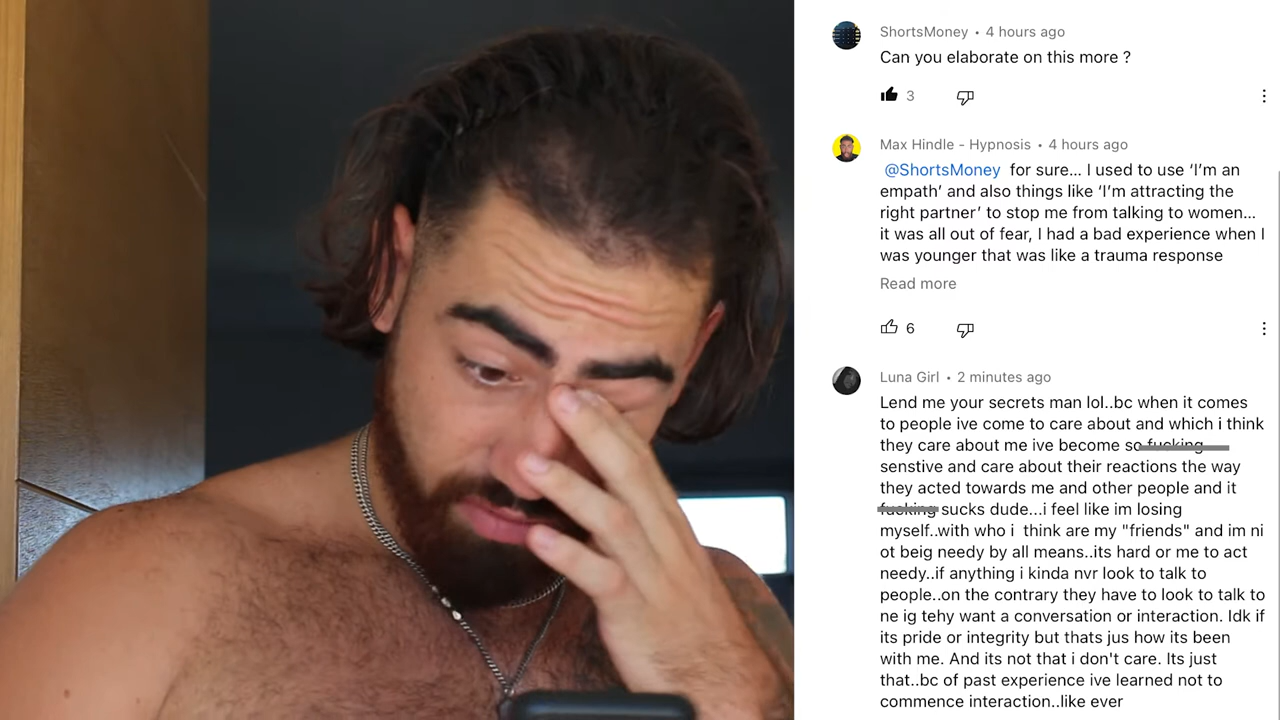 ShortsMoney • 4 hours ago
Can you elaborate on this more ?
3
Max Hindle - Hypnosis • 4 hours ago
@ShortsMoney for sure... I used to use ‘I’m an
empath’ and also things like ‘I’m attracting the
right partner’ to stop me from talking to women...
it was all out of fear, I had a bad experience when I
was younger that was like a trauma response
Read more
6
Luna Girl • 2 minutes ago
Lend me your secrets man lol..bc when it comes
to people ive come to care about and which i think
they care about me ive become so fucking
senstive and care about their reactions the way
they acted towards me and other people and it
fucking sucks dude...i feel like im losing
myself..with who i think are my "friends" and im ni
ot beig needy by all means..its hard or me to act
needy..if anything i kinda nvr look to talk to
people..on the contrary they have to look to talk to
ne ig tehy want a conversation or interaction. Idk if
its pride or integrity but thats jus how its been
with me. And its not that i don't care. Its just
that..bc of past experience ive learned not to
commence interaction..like ever